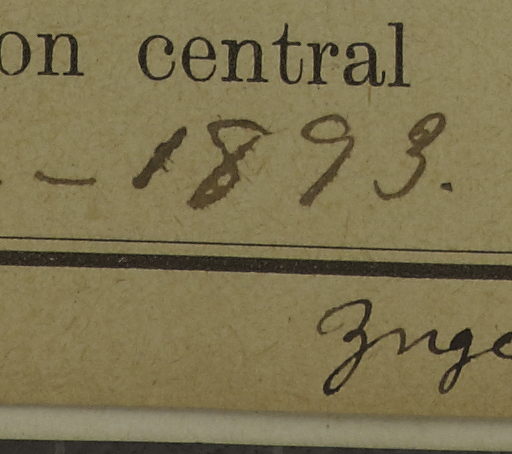 on central
. – 1893.